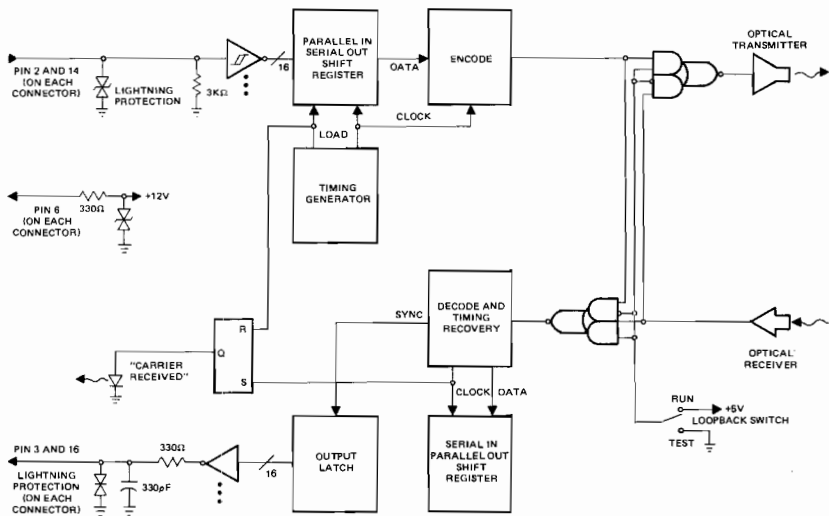 PIN 2 AND 14
(ON EACH
CONNECTOR)
LIGHTNING
PROTECTION
3KΩ
16
PARALLEL IN
SERIAL OUT
SHIFT
REGISTER
DATA
ENCODE
OPTICAL
TRANSMITTER
LOAD
CLOCK
TIMING
GENERATOR
330Ω
+12V
PIN 6
(ON EACH
CONNECTOR)
"CARRIER
RECEIVED"
R
Q
S
SYNC
DECODE AND
TIMING
RECOVERY
CLOCK
DATA
OPTICAL
RECEIVER
RUN
+5V
LOOPBACK SWITCH
TEST
PIN 3 AND 16
LIGHTNING
PROTECTION
(ON EACH
CONNECTOR)
330Ω
330pF
16
OUTPUT
LATCH
SERIAL IN
PARALLEL OUT
SHIFT
REGISTER